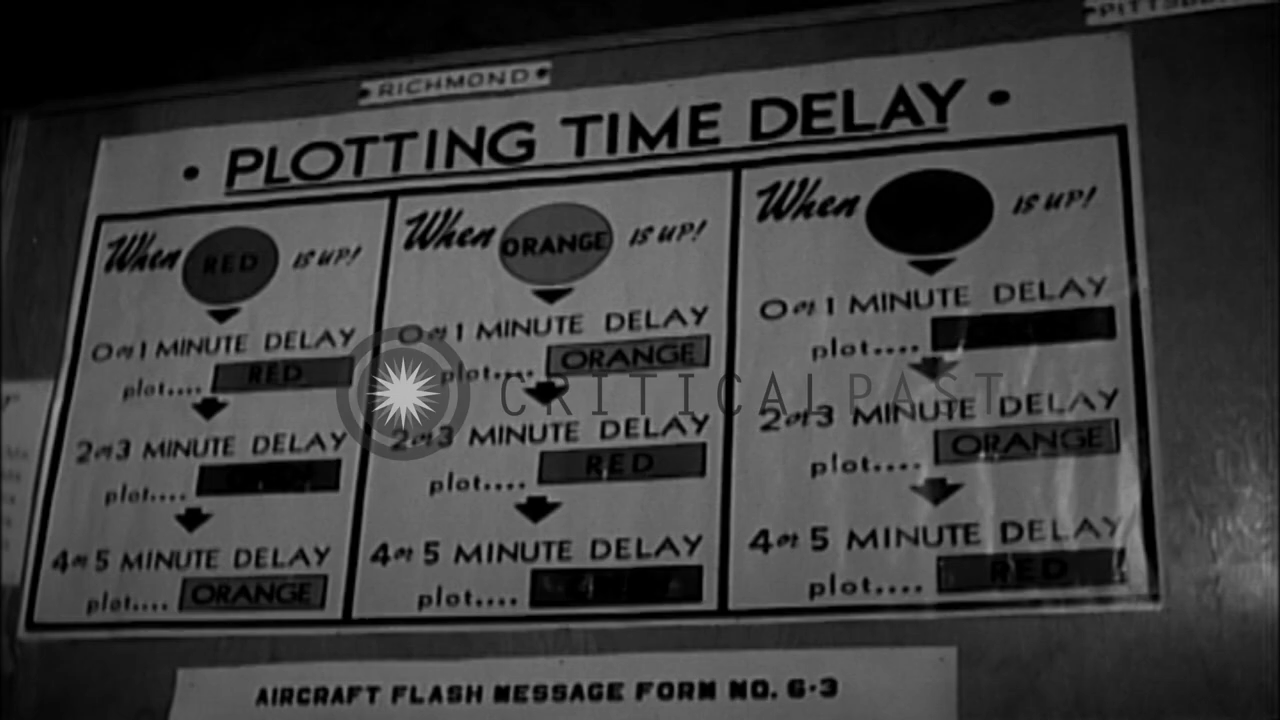 PITTSBU
RICHMOND
• PLOTTING TIME DELAY •
When RED IS UP!
0 or 1 MINUTE DELAY
plot.... RED
2 or 3 MINUTE DELAY
plot....
4 or 5 MINUTE DELAY
plot.... ORANGE
When ORANGE IS UP!
0 or 1 MINUTE DELAY
plot.... ORANGE
2 or 3 MINUTE DELAY
plot.... RED
4 or 5 MINUTE DELAY
plot....
When IS UP!
0 or 1 MINUTE DELAY
plot....
2 or 3 MINUTE DELAY
plot.... ORANGE
4 or 5 MINUTE DELAY
plot.... RED
CRITICALPAST
AIRCRAFT FLASH MESSAGE FORM NO. 6-3